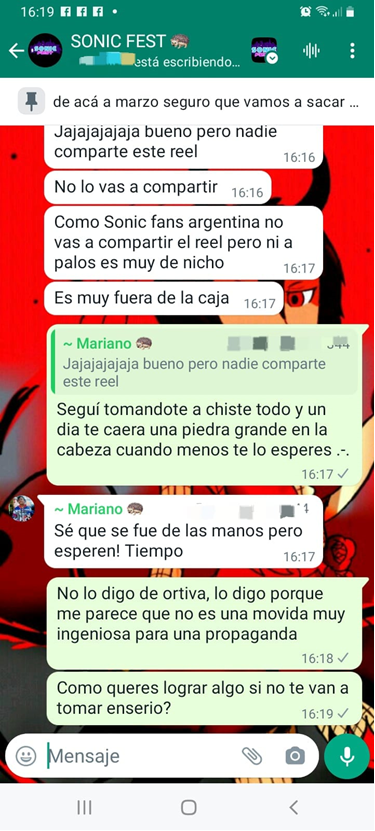 16:19
SONIC FEST
está escribiendo...
de acá a marzo seguro que vamos a sacar ...
Jajajajajaja bueno pero nadie
comparte este reel
16:16
No lo vas a compartir
16:16
Como Sonic fans argentina no
vas a compartir el reel pero ni a
palos es muy de nicho
16:17
Es muy fuera de la caja
16:17
~ Mariano
Jajajajajaja bueno pero nadie comparte
este reel
Seguí tomandote a chiste todo y un
dia te caera una piedra grande en la
cabeza cuando menos te lo esperes .-.
16:17
~ Mariano
Sé que se fue de las manos pero
esperen! Tiempo
16:17
No lo digo de ortiva, lo digo porque
me parece que no es una movida muy
ingeniosa para una propaganda
16:18
Como queres lograr algo si no te van a
tomar enserio?
16:19
Mensaje